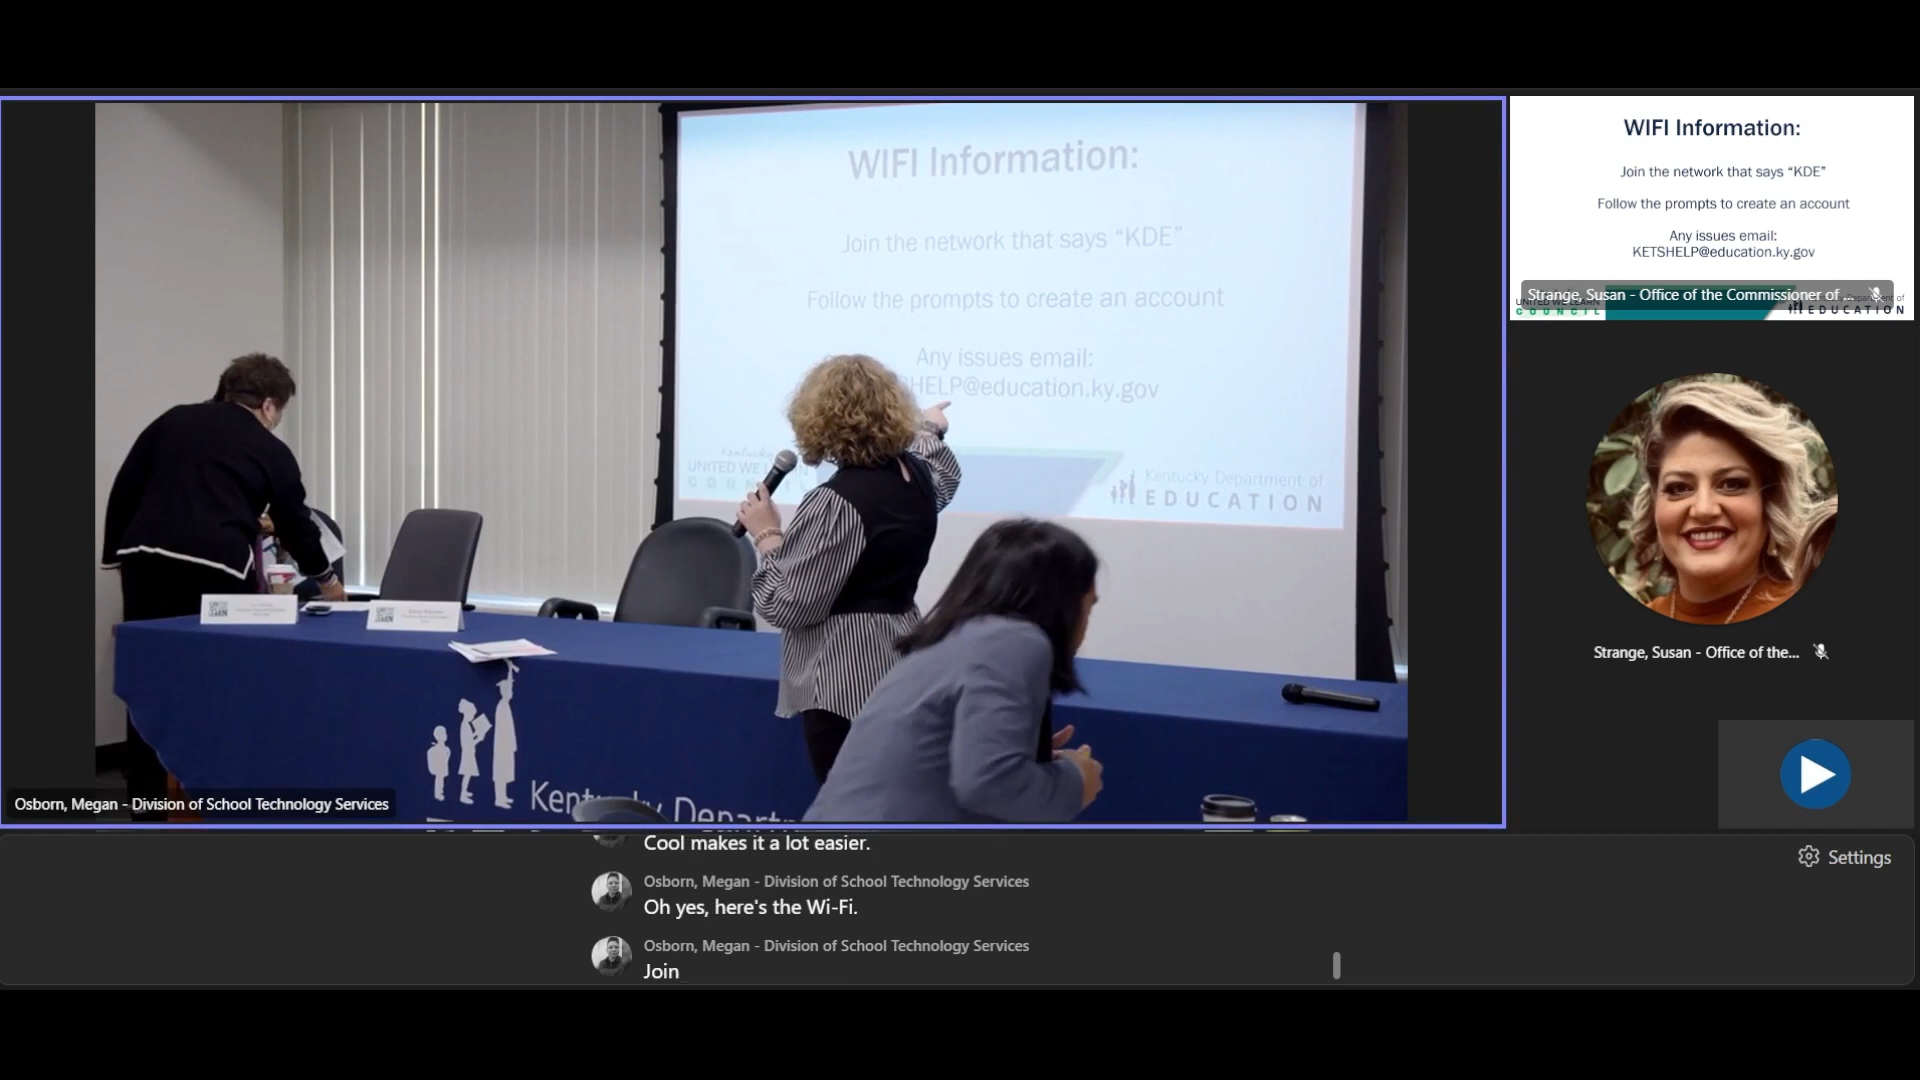 WIFI Information:
Join the network that says “KDE”
Follow the prompts to create an account
Any issues email:
HELP@education.ky.gov
Kentucky
UNITED WE
Kentucky Department of
EDUCATION
Kentucky Departm
Osborn, Megan - Division of School Technology Services
WIFI Information:
Join the network that says “KDE”
Follow the prompts to create an account
Any issues email:
KETSHELP@education.ky.gov
Strange, Susan - Office of the Commissioner of ...
UNITED WE LEARN
COUNCIL
Department of
EDUCATION
Strange, Susan - Office of the...
Cool makes it a lot easier.
Osborn, Megan - Division of School Technology Services
Oh yes, here's the Wi-Fi.
Osborn, Megan - Division of School Technology Services
Join
Settings